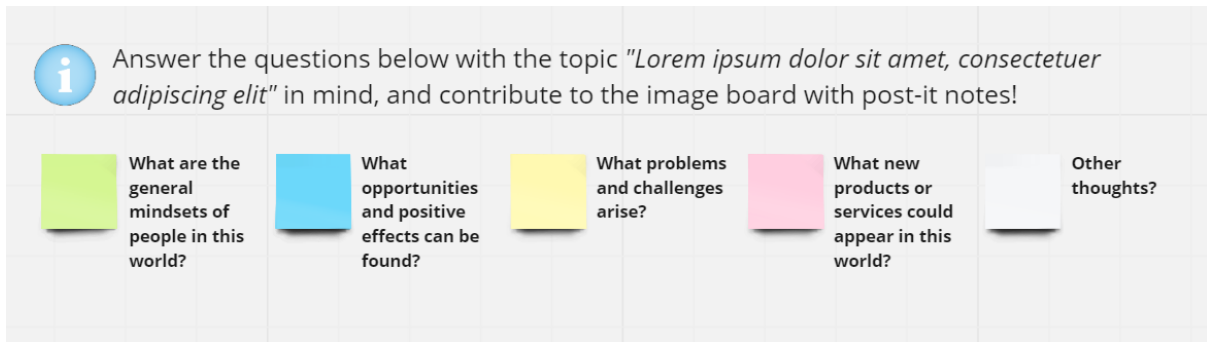 Answer the questions below with the topic "Lorem ipsum dolor sit amet, consectetuer
adipiscing elit" in mind, and contribute to the image board with post-it notes!
What are the
general
mindsets of
people in this
world?
What
opportunities
and positive
effects can be
found?
What problems
and challenges
arise?
What new
products or
services could
appear in this
world?
Other
thoughts?